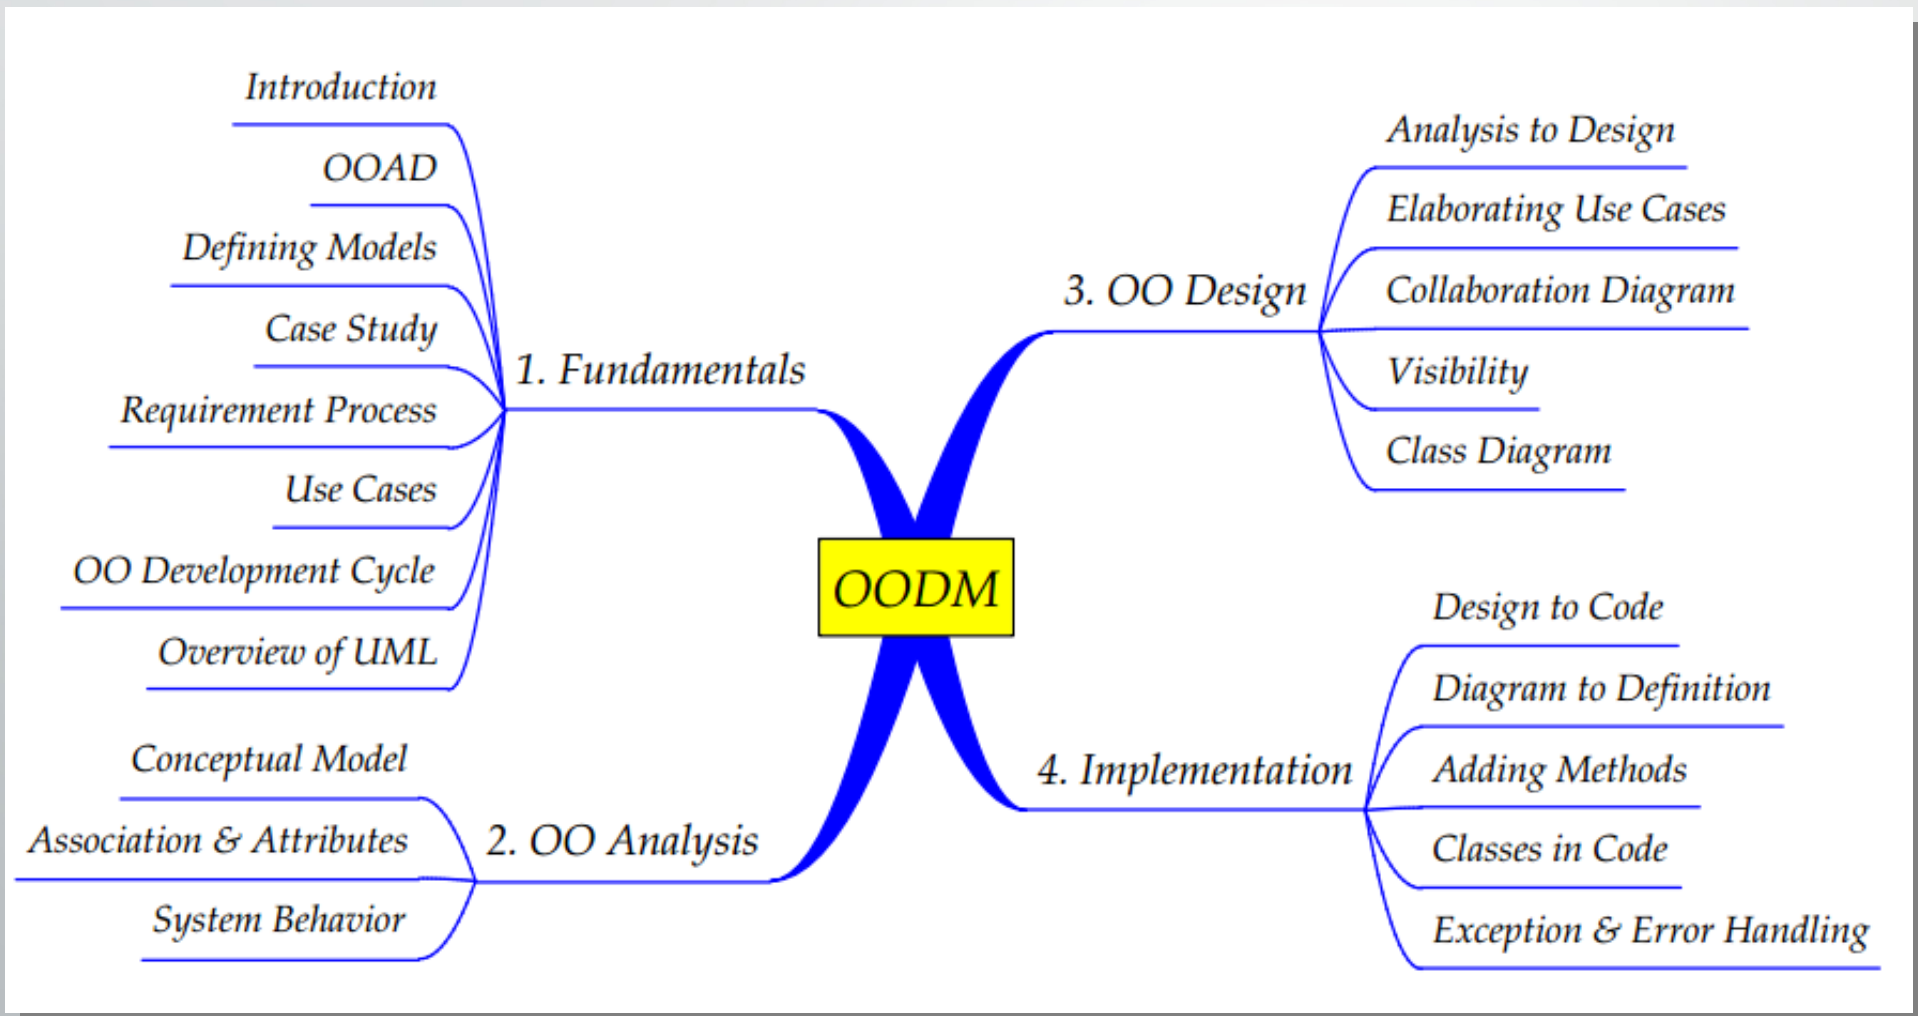 OODM
1. Fundamentals
Introduction
OOAD
Defining Models
Case Study
Requirement Process
Use Cases
OO Development Cycle
Overview of UML
2. OO Analysis
Conceptual Model
Association & Attributes
System Behavior
3. OO Design
Analysis to Design
Elaborating Use Cases
Collaboration Diagram
Visibility
Class Diagram
4. Implementation
Design to Code
Diagram to Definition
Adding Methods
Classes in Code
Exception & Error Handling